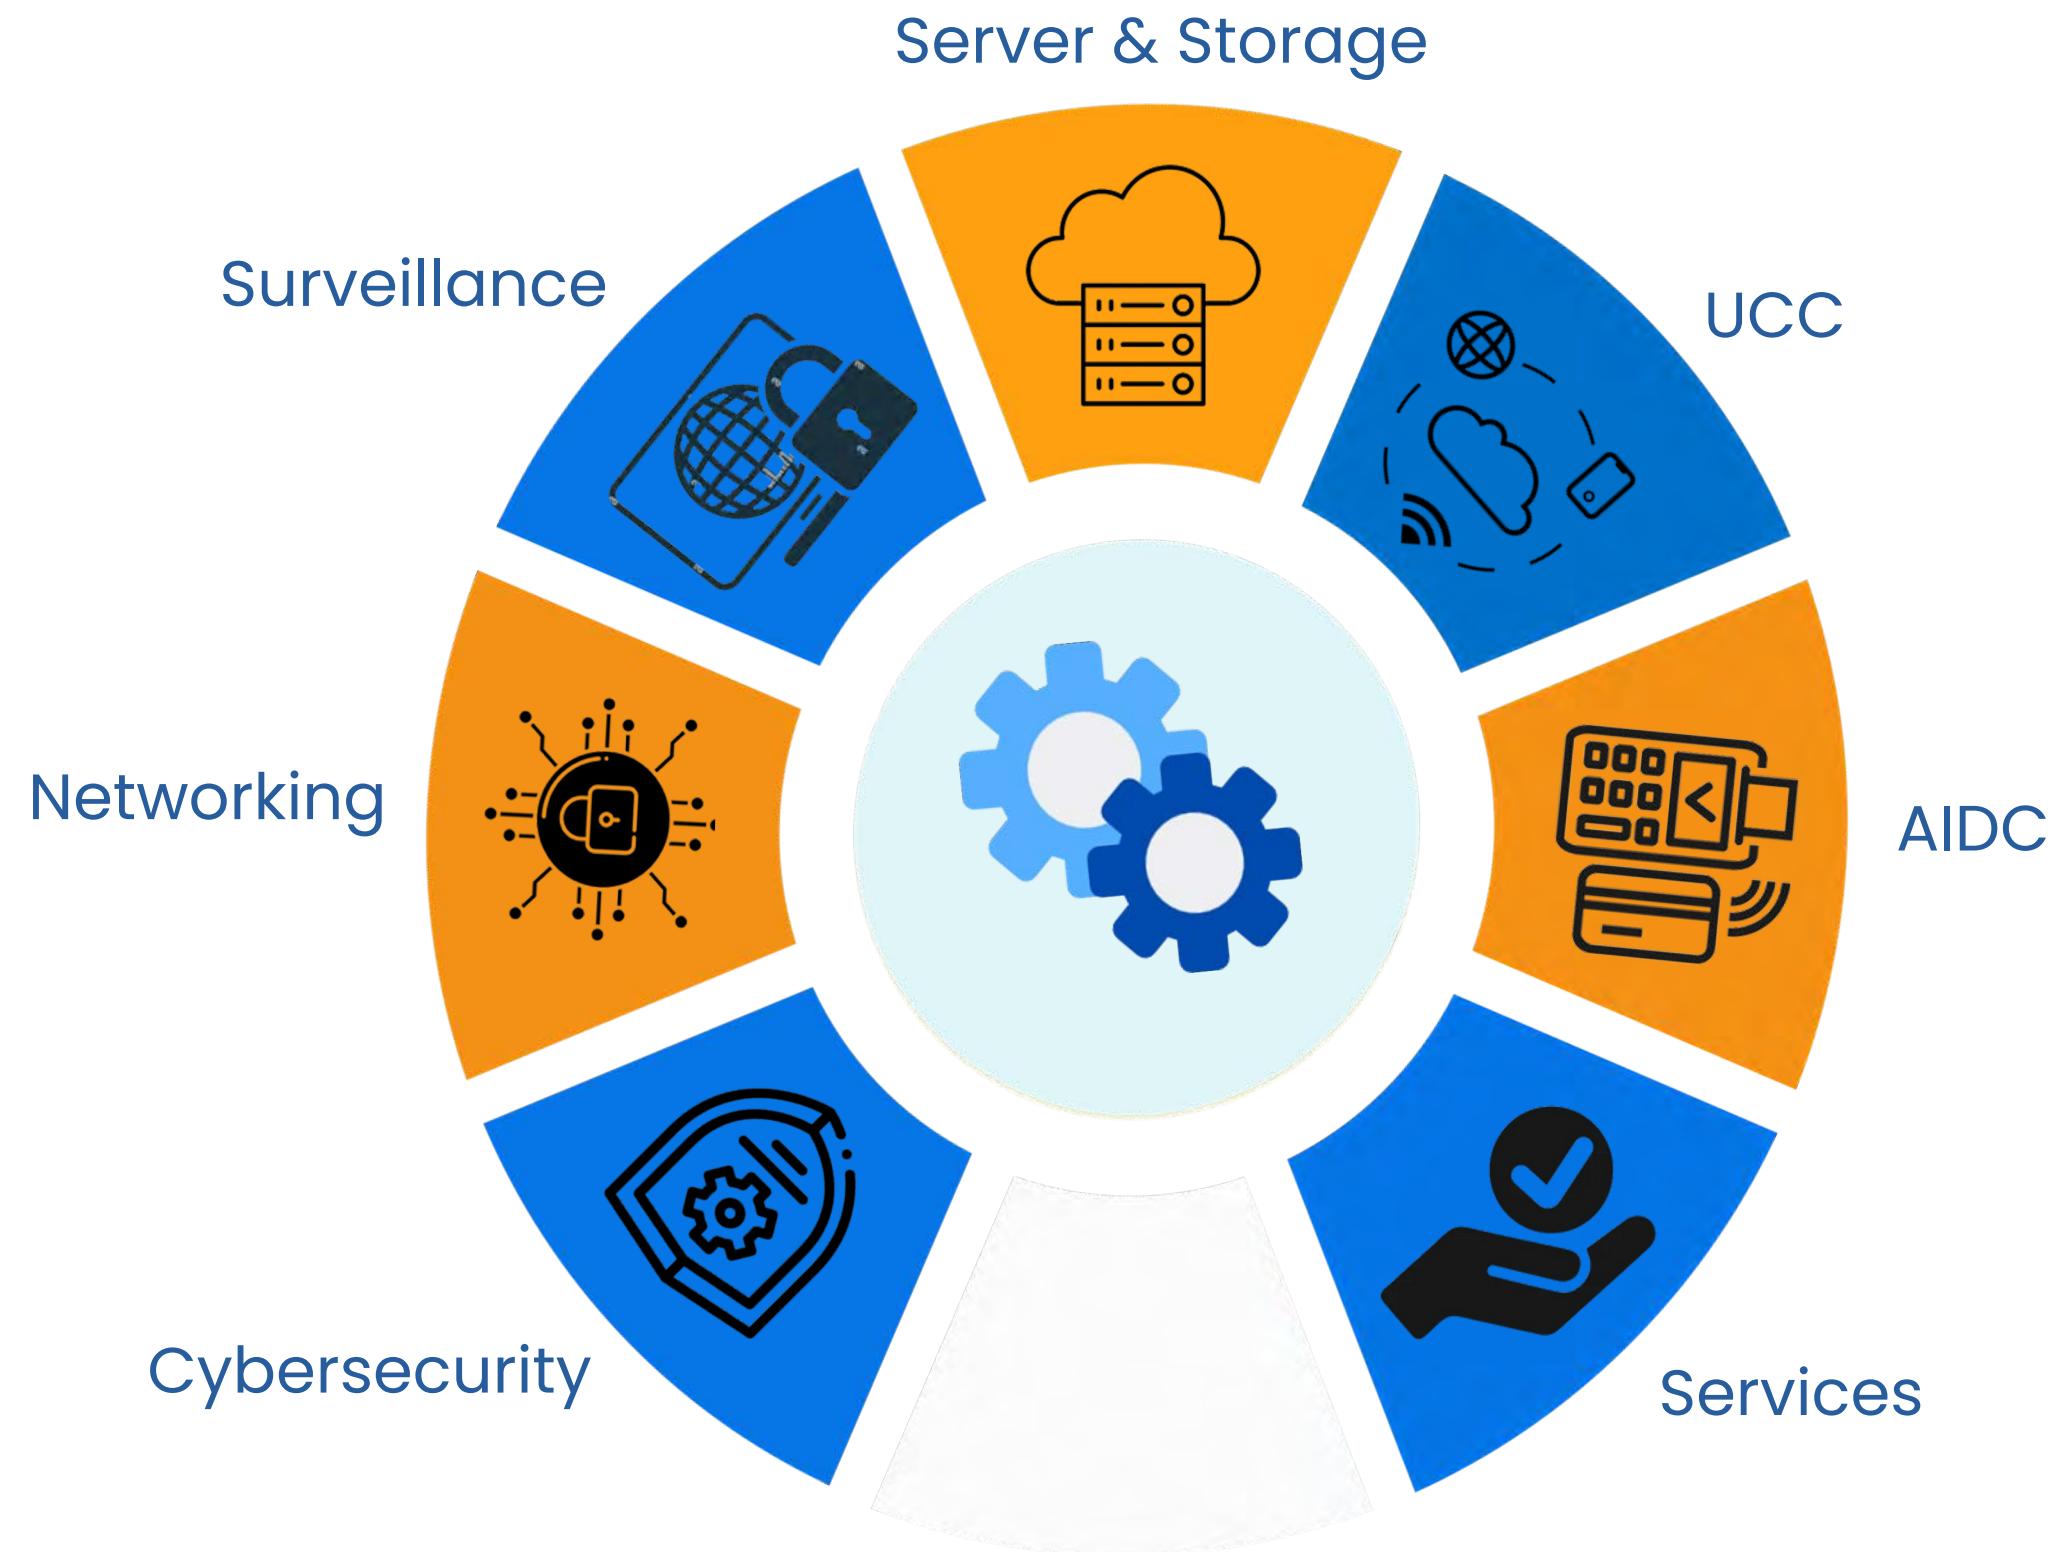 Server & Storage
Surveillance
UCC
Networking
AIDC
Cybersecurity
Services